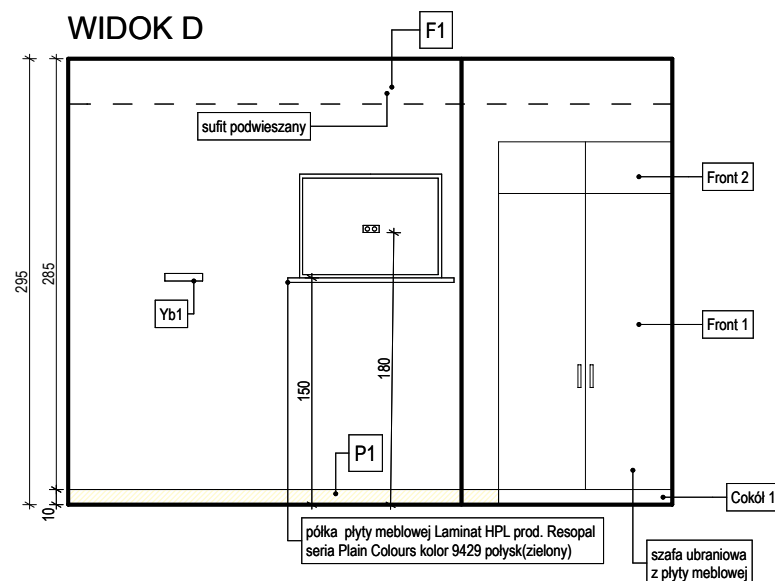 WIDOK D
F1
sufit podwieszany
Front 2
295
285
Yb1
180
150
Front 1
P1
10
Cokół 1
półka płyty meblowej Laminat HPL prod. Resopal
seria Plain Colours kolor 9429 połysk(zielony)
szafa ubraniowa
z płyty meblowej